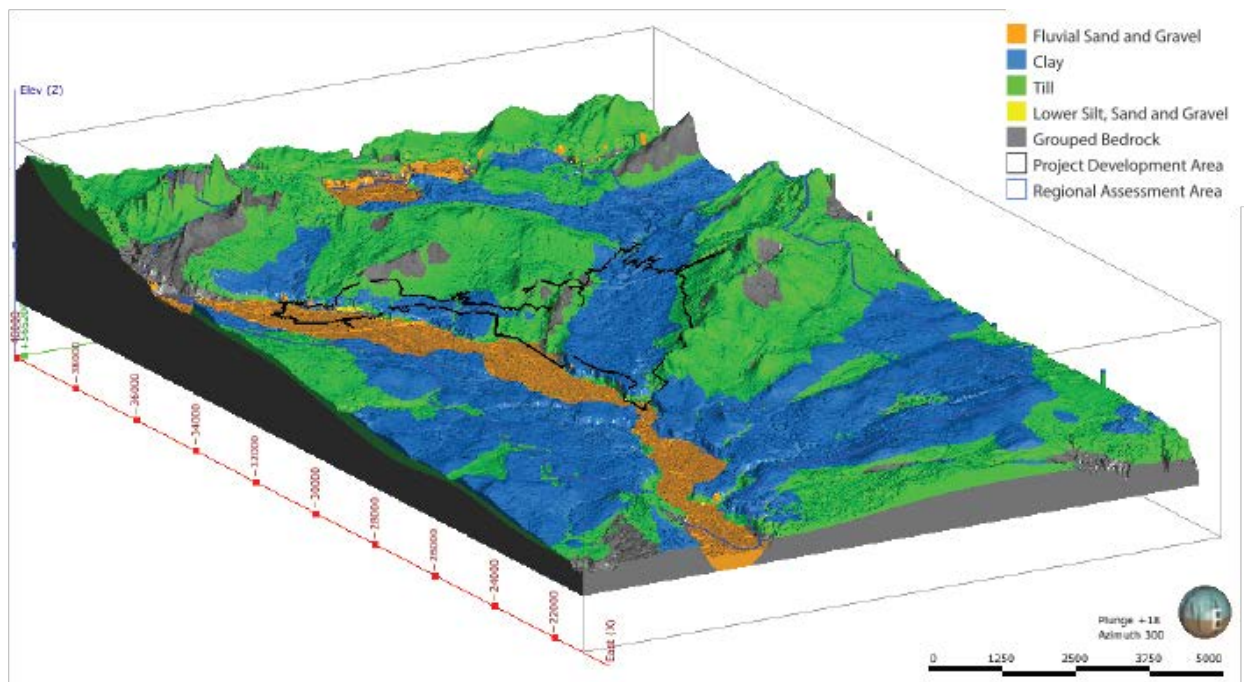 Fluvial Sand and Gravel
Clay
Till
Lower Silt, Sand and Gravel
Grouped Bedrock
Project Development Area
Regional Assessment Area
Elev (Z)
-38000
-36000
-34000
-32000
-30000
-28000
-26000
-24000
-22000
East (X)
Plunge +18
Azimuth 300
0 1250 2500 3750 5000